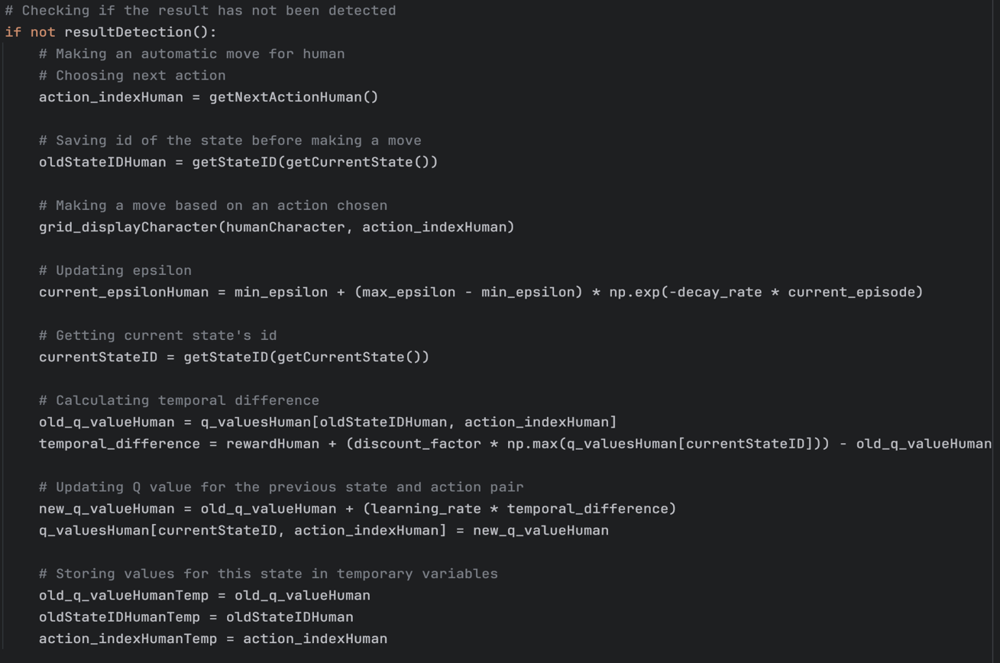 # Checking if the result has not been detected
if not resultDetection():
# Making an automatic move for human
# Choosing next action
action_indexHuman = getNextActionHuman()
# Saving id of the state before making a move
oldStateIDHuman = getStateID(getCurrentState())
# Making a move based on an action chosen
grid_displayCharacter(humanCharacter, action_indexHuman)
# Updating epsilon
current_epsilonHuman = min_epsilon + (max_epsilon - min_epsilon) * np.exp(-decay_rate * current_episode)
# Getting current state's id
currentStateID = getStateID(getCurrentState())
# Calculating temporal difference
old_q_valueHuman = q_valuesHuman[oldStateIDHuman, action_indexHuman]
temporal_difference = rewardHuman + (discount_factor * np.max(q_valuesHuman[currentStateID])) - old_q_valueHuman
# Updating Q value for the previous state and action pair
new_q_valueHuman = old_q_valueHuman + (learning_rate * temporal_difference)
q_valuesHuman[currentStateID, action_indexHuman] = new_q_valueHuman
# Storing values for this state in temporary variables
old_q_valueHumanTemp = old_q_valueHuman
oldStateIDHumanTemp = oldStateIDHuman
action_indexHumanTemp = action_indexHuman